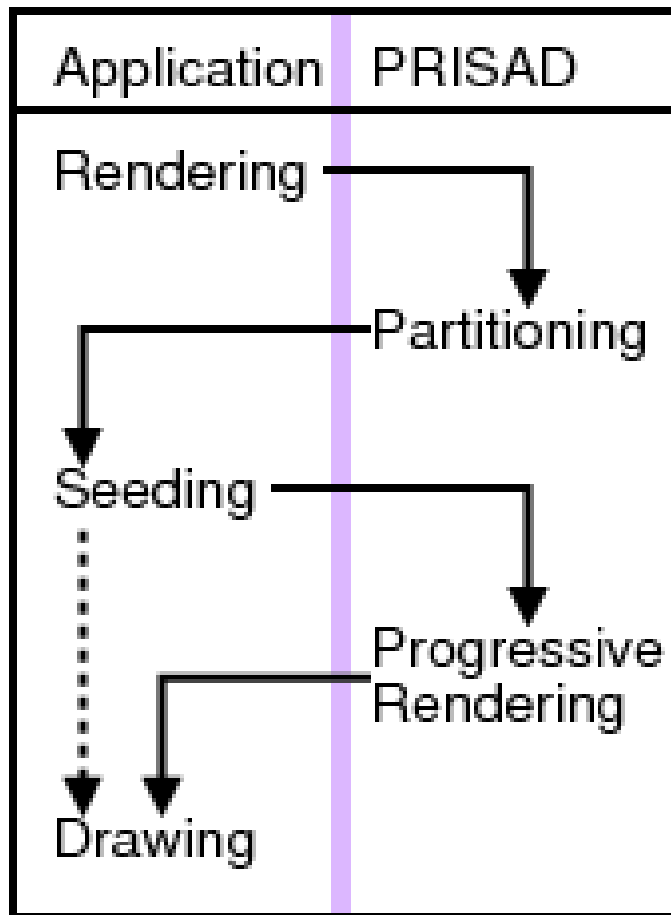 Application PRISAD
Rendering
Partitioning
Seeding
Progressive
Rendering
Drawing